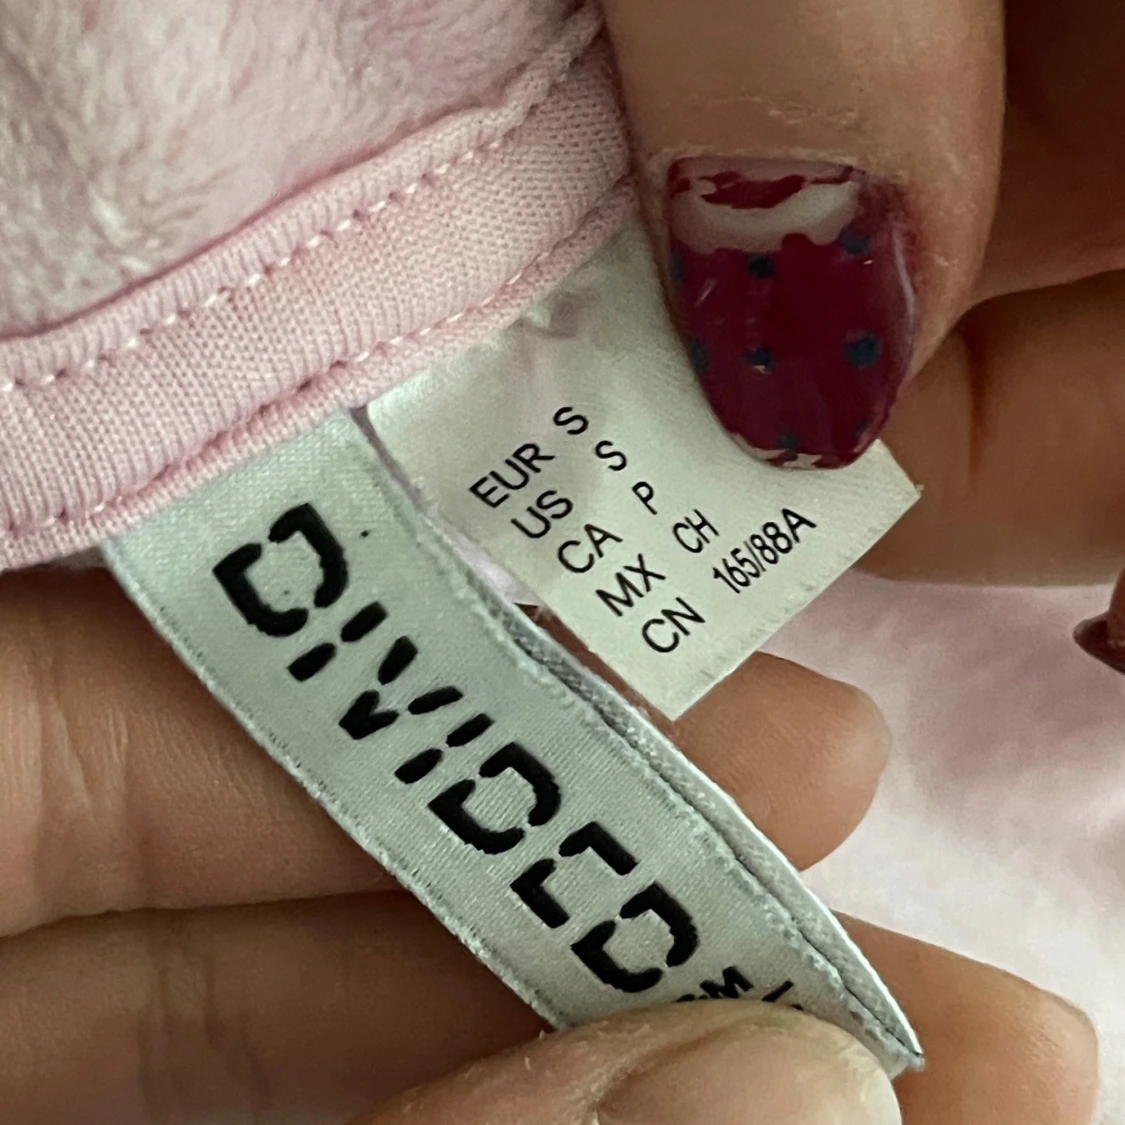 DIVIDED
EUR S
US S
CA P
MX CH
CN 165/88A